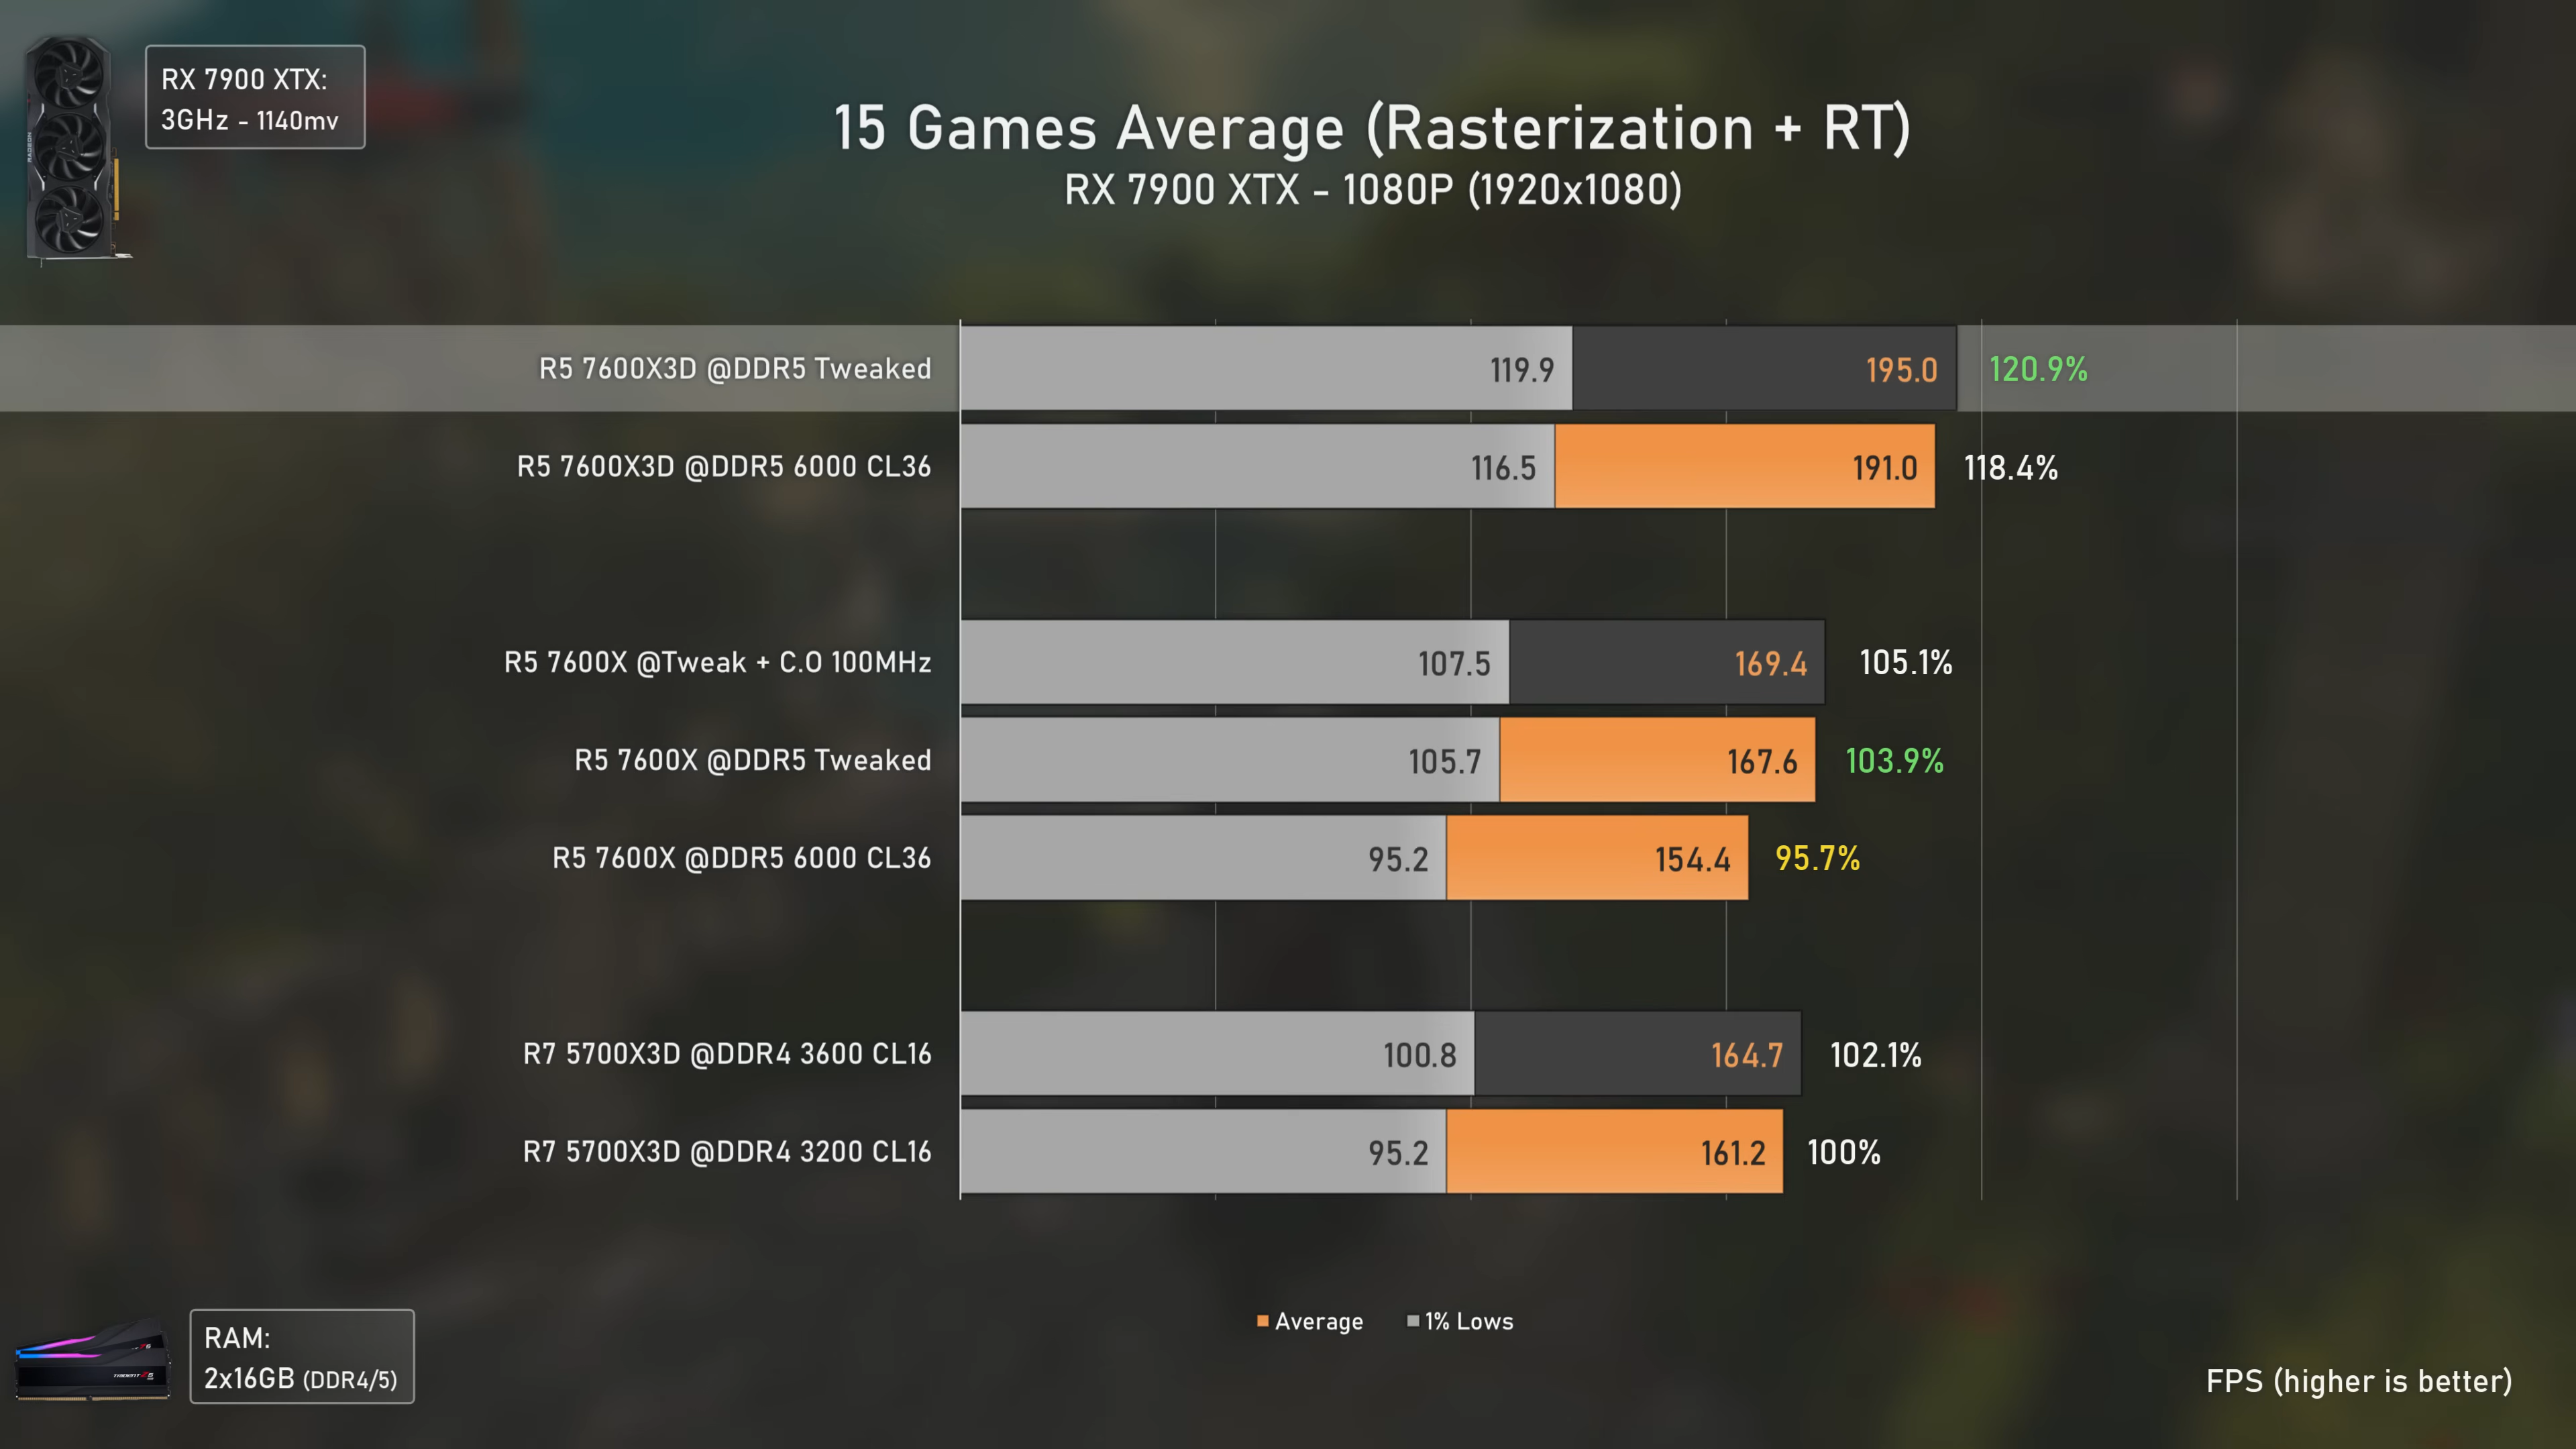 RX 7900 XTX:
3GHz - 1140mv
15 Games Average (Rasterization + RT)
RX 7900 XTX - 1080P (1920x1080)
R5 7600X3D @DDR5 Tweaked 119.9 195.0 120.9%
R5 7600X3D @DDR5 6000 CL36 116.5 191.0 118.4%
R5 7600X @Tweak + C.O 100MHz 107.5 169.4 105.1%
R5 7600X @DDR5 Tweaked 105.7 167.6 103.9%
R5 7600X @DDR5 6000 CL36 95.2 154.4 95.7%
R7 5700X3D @DDR4 3600 CL16 100.8 164.7 102.1%
R7 5700X3D @DDR4 3200 CL16 95.2 161.2 100%
Average 1% Lows
RAM:
2x16GB (DDR4/5)
FPS (higher is better)
RADEON
TRIDENT Z5